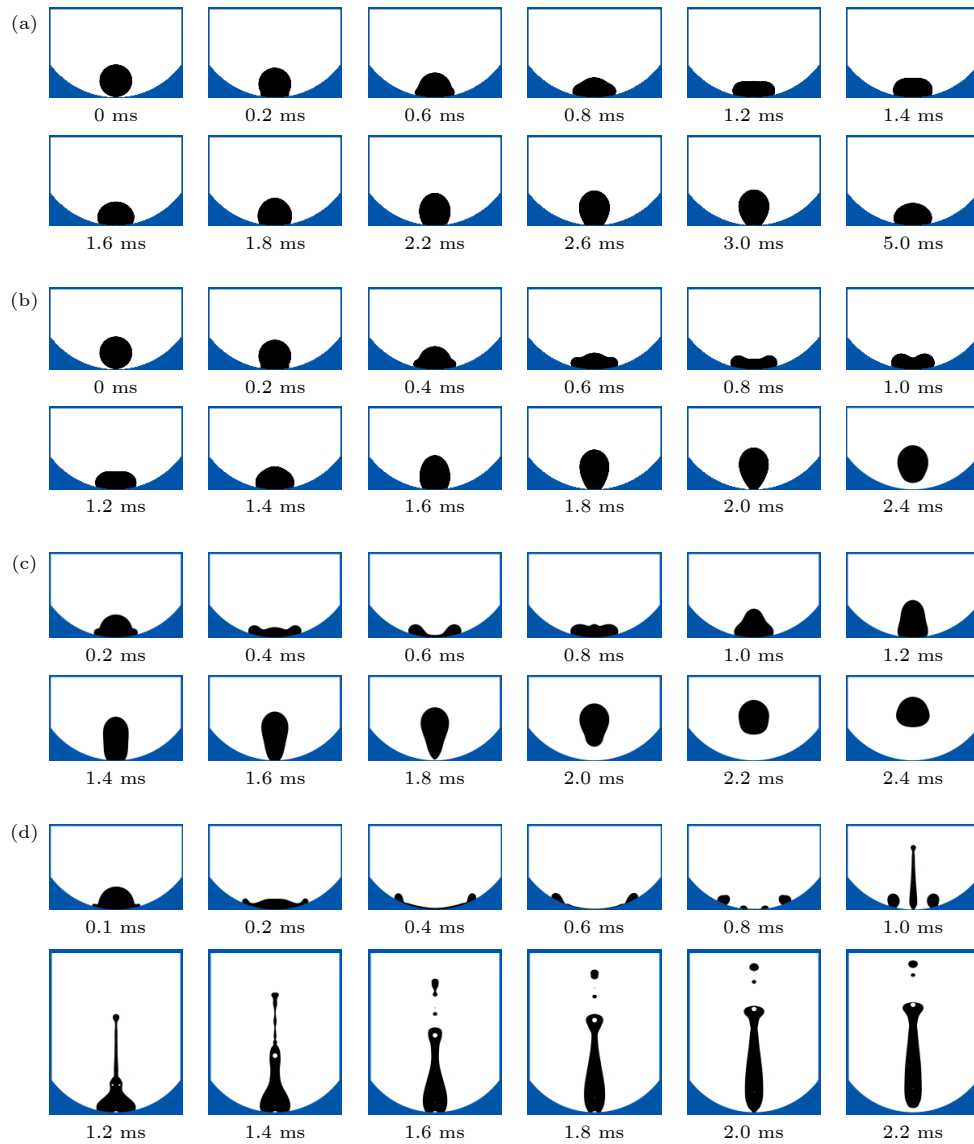 (a)
0 ms 0.2 ms 0.6 ms 0.8 ms 1.2 ms 1.4 ms
1.6 ms 1.8 ms 2.2 ms 2.6 ms 3.0 ms 5.0 ms
(b)
0 ms 0.2 ms 0.4 ms 0.6 ms 0.8 ms 1.0 ms
1.2 ms 1.4 ms 1.6 ms 1.8 ms 2.0 ms 2.4 ms
(c)
0.2 ms 0.4 ms 0.6 ms 0.8 ms 1.0 ms 1.2 ms
1.4 ms 1.6 ms 1.8 ms 2.0 ms 2.2 ms 2.4 ms
(d)
0.1 ms 0.2 ms 0.4 ms 0.6 ms 0.8 ms 1.0 ms
1.2 ms 1.4 ms 1.6 ms 1.8 ms 2.0 ms 2.2 ms